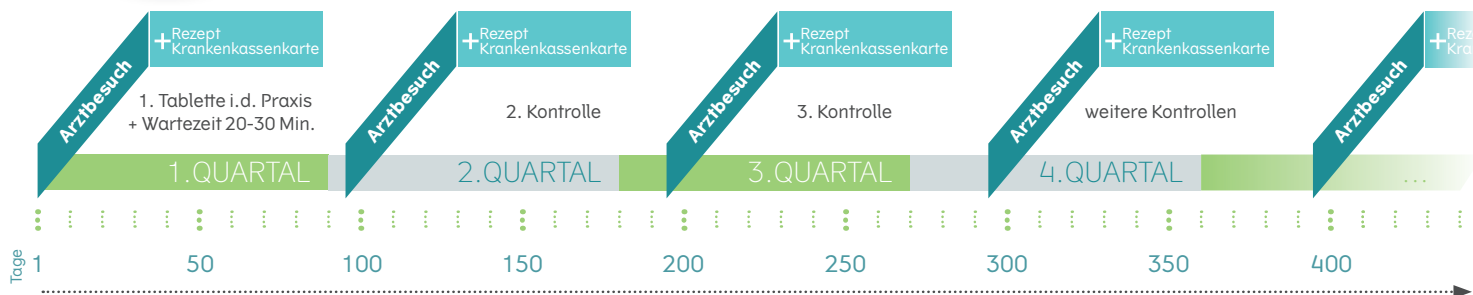 + Rezept
Krankenkassenkarte
Arztbesuch
1. Tablette i.d. Praxis
+ Wartezeit 20-30 Min.
+ Rezept
Krankenkassenkarte
Arztbesuch
2. Kontrolle
+ Rezept
Krankenkassenkarte
Arztbesuch
3. Kontrolle
+ Rezept
Krankenkassenkarte
Arztbesuch
weitere Kontrollen
+ Rez
Kra
Arztbesuch
1.QUARTAL 2.QUARTAL 3.QUARTAL 4.QUARTAL ...
Tage 1 50 100 150 200 250 300 350 400